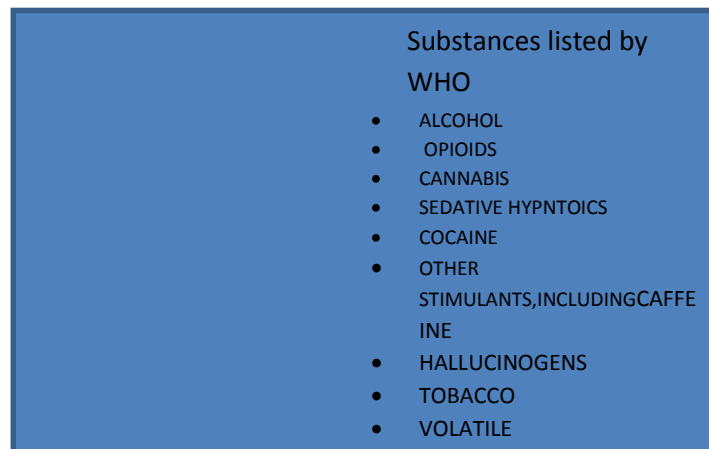 Substances listed by
WHO
• ALCOHOL
• OPIOIDS
• CANNABIS
• SEDATIVE HYPNTOICS
• COCAINE
• OTHER
STIMULANTS,INCLUDINGCAFFE
INE
• HALLUCINOGENS
• TOBACCO
• VOLATILE